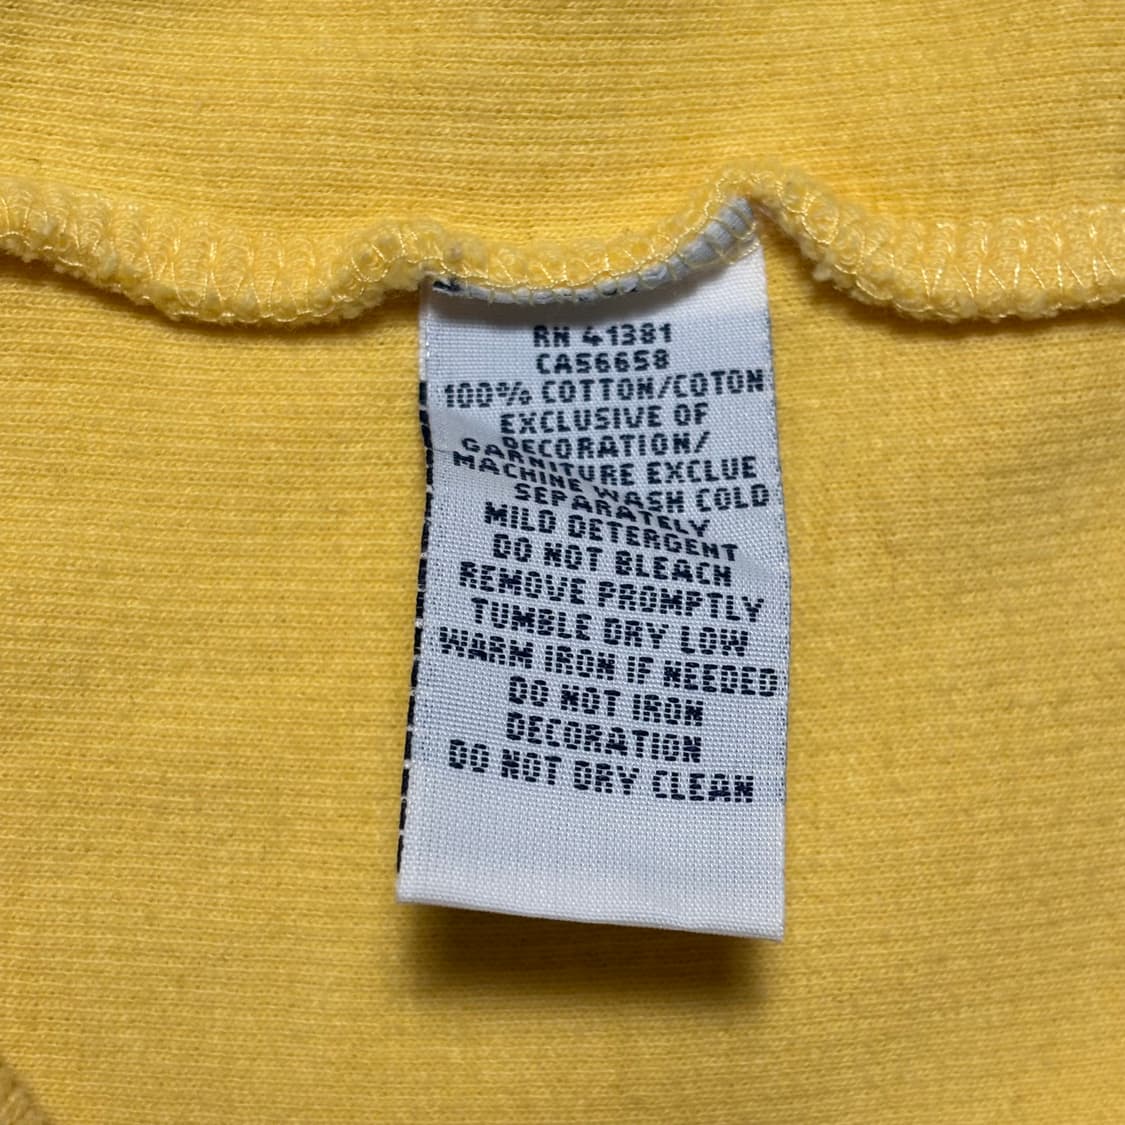 RN 41381
CA56658
100% COTTON/COTON
EXCLUSIVE OF
DECORATION/
GARNITURE EXCLUE
MACHINE WASH COLD
SEPARATELY
MILD DETERGENT
DO NOT BLEACH
REMOVE PROMPTLY
TUMBLE DRY LOW
WARM IRON IF NEEDED
DO NOT IRON
DECORATION
DO NOT DRY CLEAN